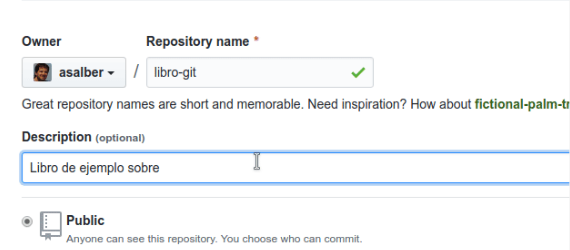 Owner Repository name *
asalber / libro-git
Great repository names are short and memorable. Need inspiration? How about fictional-palm-tr
Description (optional)
Libro de ejemplo sobre
Public
Anyone can see this repository. You choose who can commit.